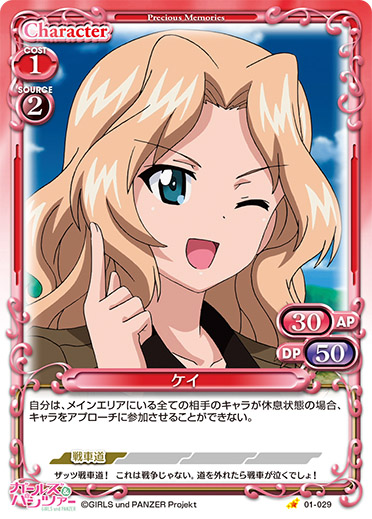 Precious Memories
Character
COST
1
SOURCE
2
30 AP
DP 50
ケイ
自分は、メインエリアにいる全ての相手のキャラが休息状態の場合、
キャラをアプローチに参加させることができない。
戦車道
ザッツ戦車道! これは戦争じゃない。道を外れたら戦車が泣くでしょ!
ガールズ&パンツァー
GIRLS und PANZER
©GIRLS und PANZER Projekt
01-029